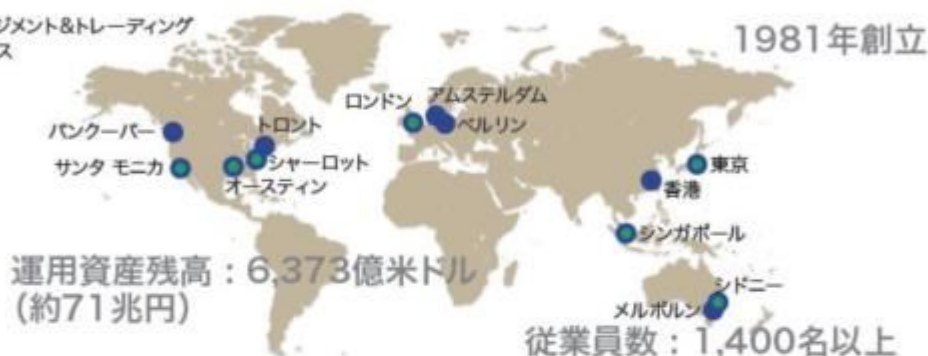 ジメント&トレーディング
ス
1981年創立
ロンドン
アムステルダム
ベルリン
バンクーバー
トロント
サンタ モニカ
シャーロット
オースティン
東京
香港
シンガポール
運用資産残高：6,373億米ドル
(約71兆円)
シドニー
メルボルン
従業員数：1,400名以上